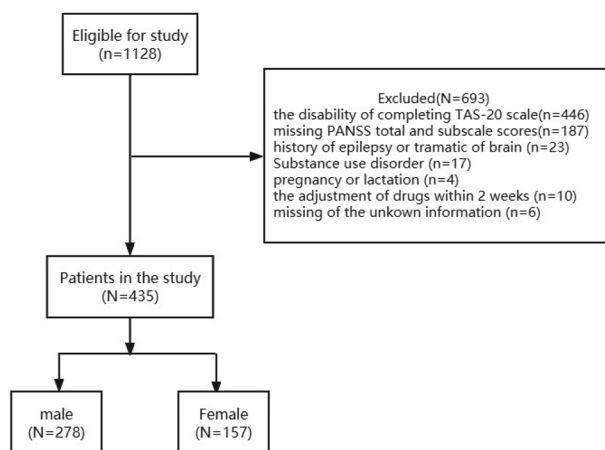 Eligible for study
(n=1128)
Excluded(N=693)
the disability of completing TAS-20 scale(n=446)
missing PANSS total and subscale scores(n=187)
history of epilepsy or tramatic of brain (n=23)
Substance use disorder (n=17)
pregnancy or lactation (n=4)
the adjustment of drugs within 2 weeks (n=10)
missing of the unkown information (n=6)
Patients in the study
(N=435)
male
(N=278)
Female
(N=157)